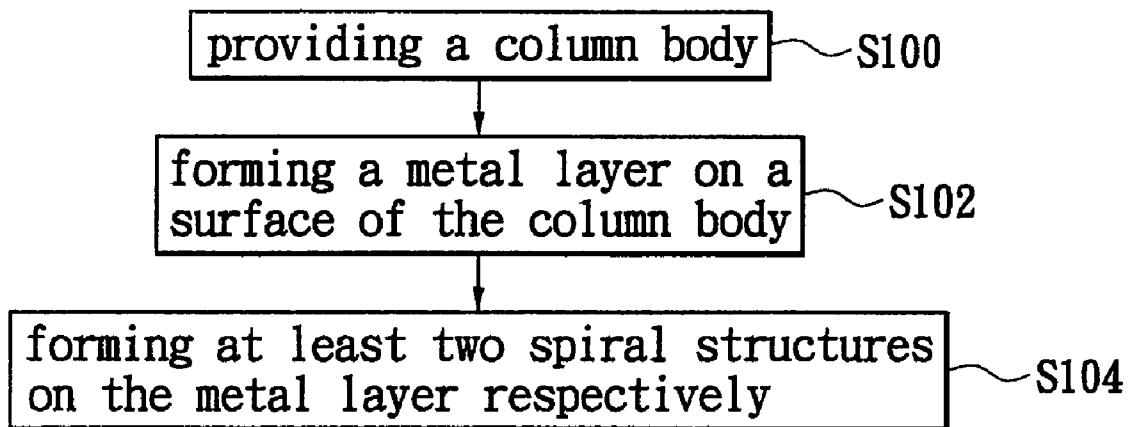 providing a column body
S100
forming a metal layer on a
surface of the column body
S102
forming at least two spiral structures
on the metal layer respectively
S104